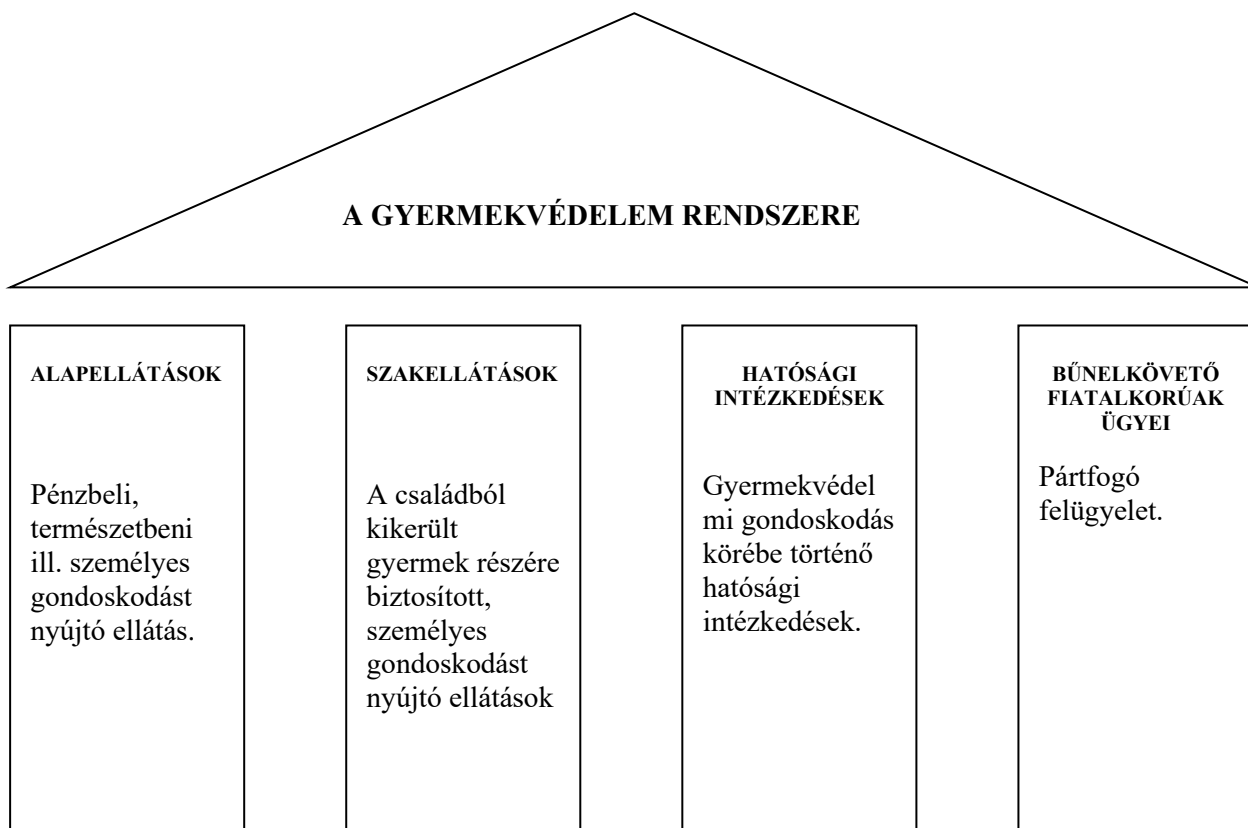 A GYERMEKVÉDELEM RENDSZERE
ALAPELLÁTÁSOK
Pénzbeli,
természetbeni
ill. személyes
gondoskodást
nyújtó ellátás.
SZAKELLÁTÁSOK
A családból
kikerült
gyermek részére
biztosított,
személyes
gondoskodást
nyújtó ellátások
HATÓSÁGI
INTÉZKEDÉSEK
Gyermekvédel
mi gondoskodás
körébe történő
hatósági
intézkedések.
BŰNELKÖVETŐ
FIATALKORÚAK
ÜGYEI
Pártfogó
felügyelet.